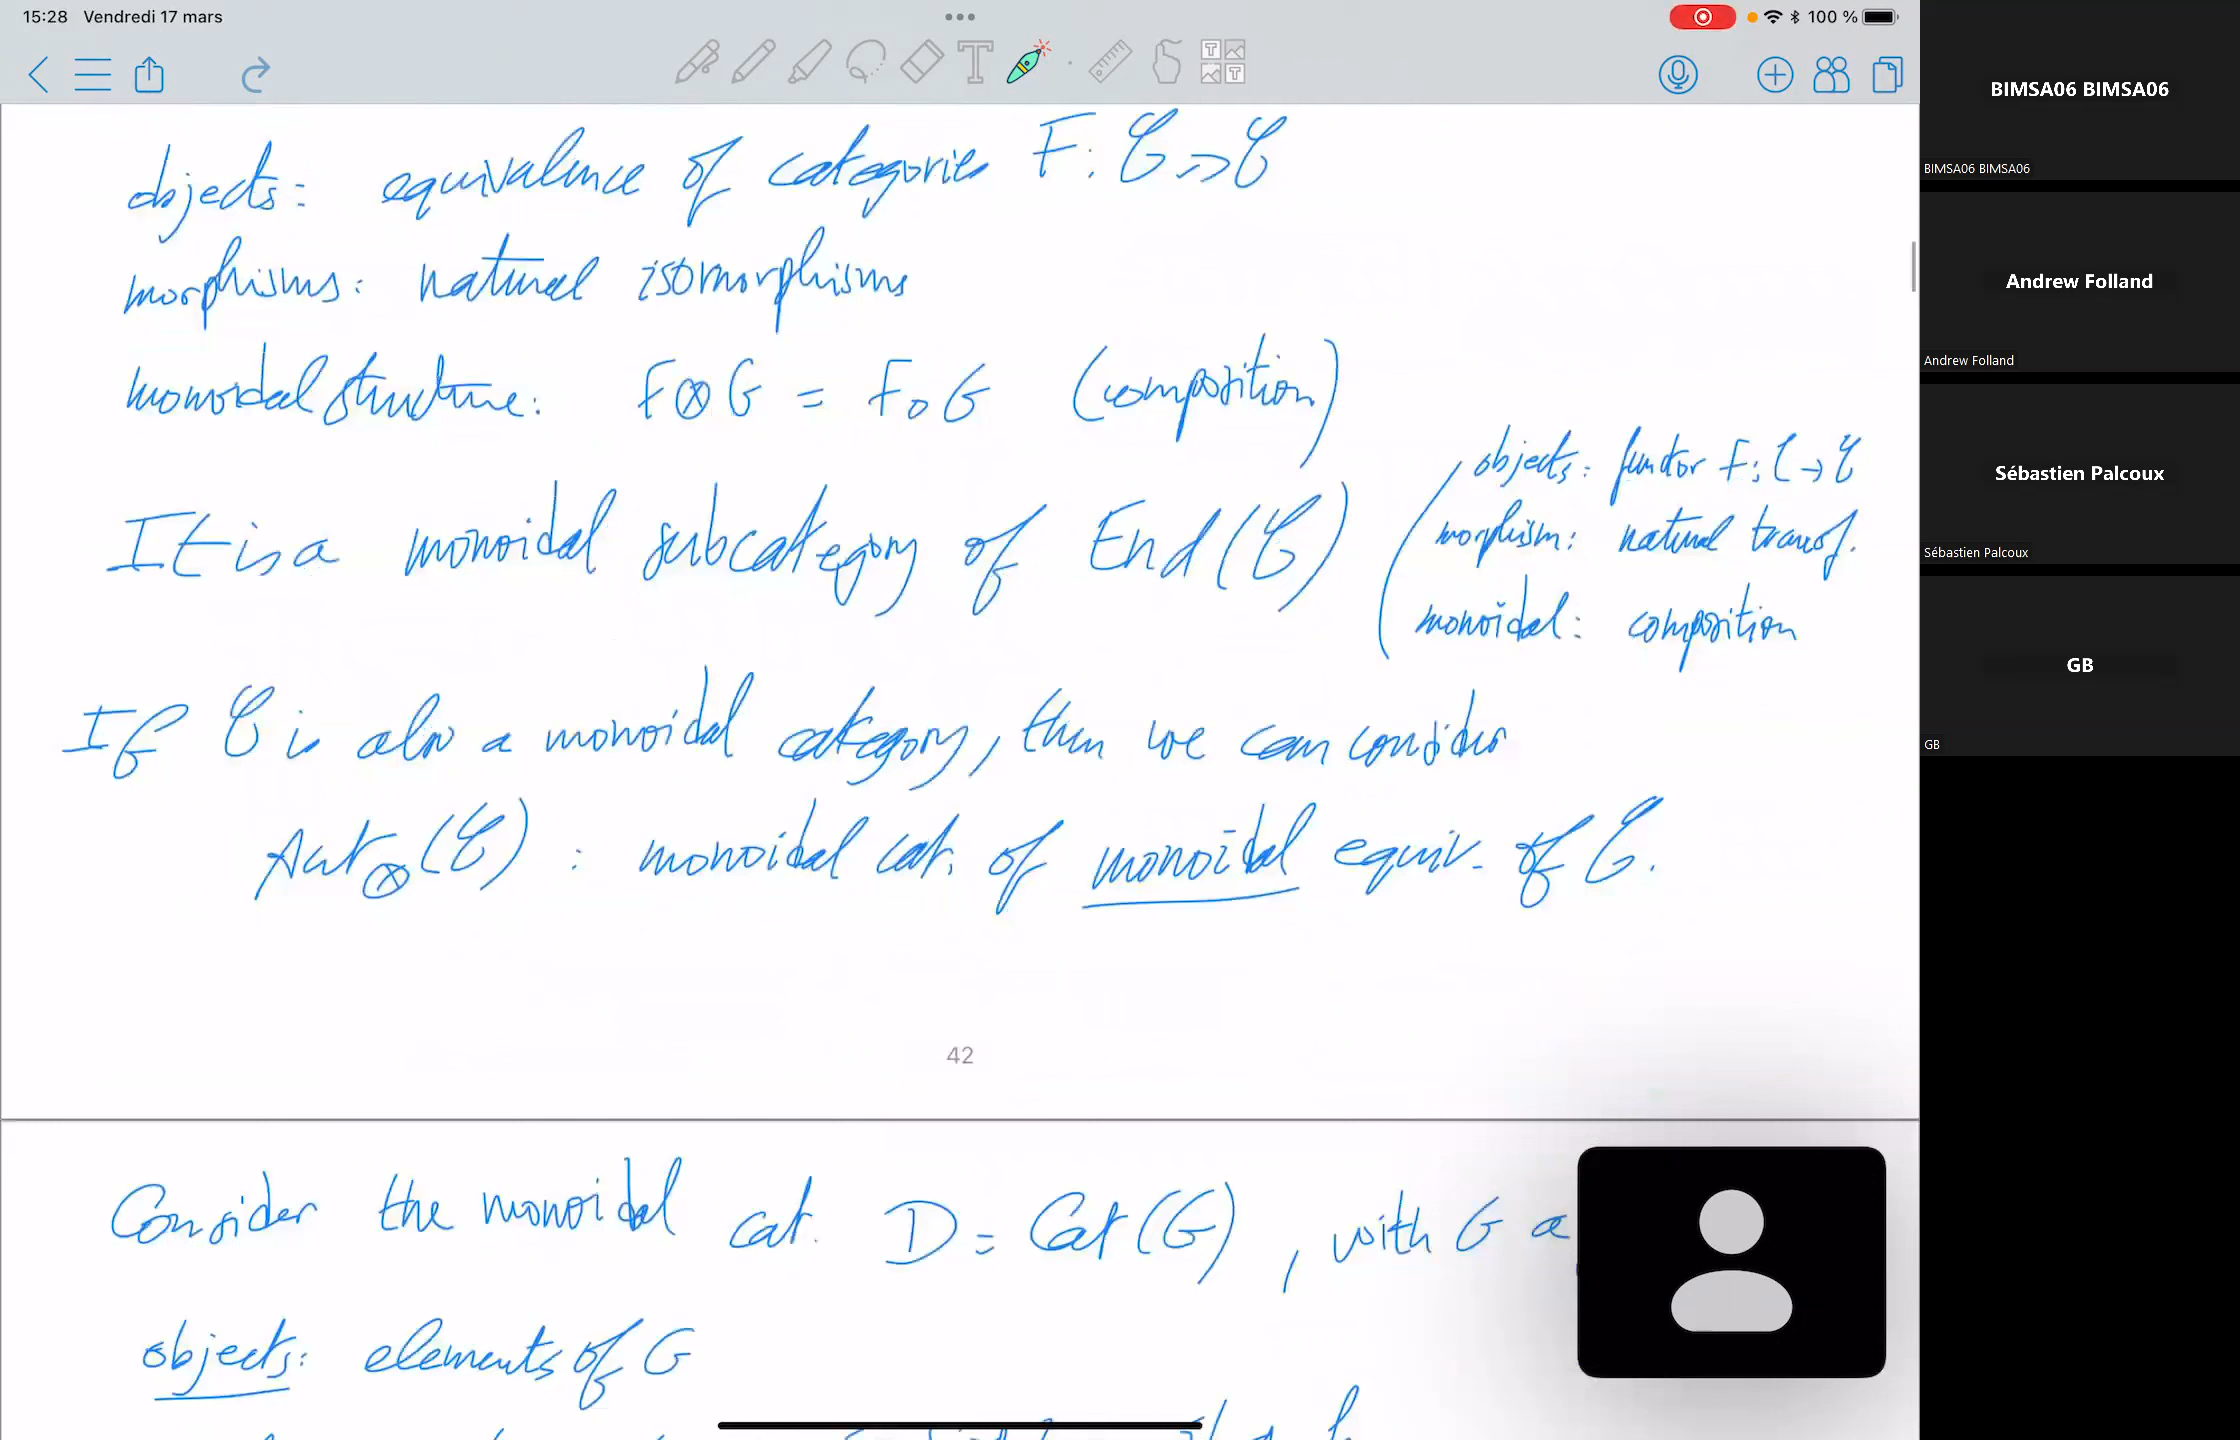 15:28 Vendredi 17 mars
100 %
objects: equivalence of categories F: C → C
morphisms: natural isomorphisms
monoidal structure: F⊗G = F∘G (composition)
It is a monoidal subcategory of End(C)
objects: functor F: C → C
morphism: natural transf.
monoidal: composition
If C is also a monoidal category, then we can consider
Aut⊗(C) : monoidal cat. of monoidal equiv. of C.
42
Consider the monoidal cat. D = Cat(G), with G a
objects: elements of G
BIMSA06 BIMSA06
BIMSA06 BIMSA06
Andrew Folland
Andrew Folland
Sébastien Palcoux
Sébastien Palcoux
GB
GB